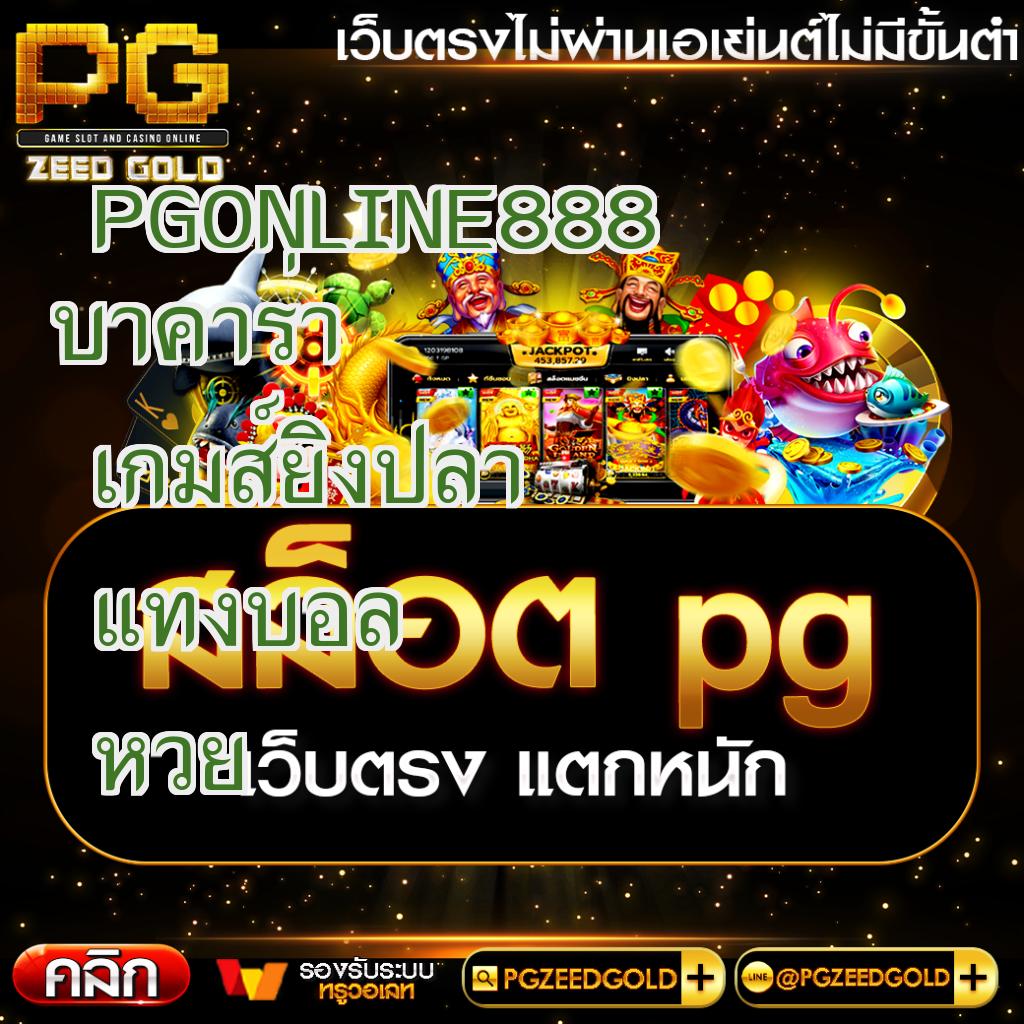 เว็บตรงไม่ผ่านเอเย่นต์ไม่มีขั้นต่ำ
PG
GAME SLOT AND CASINO ONLINE
ZEED GOLD
PGONLINE888
บาคาร่า
เกมส์ยิงปลา
JACKPOT
453,857.29
สล็อต pg
แทงบอล
หวย
เว็บตรง แตกหนัก
คลิก
รองรับระบบ
ทรูวอเลท
PGZEEDGOLD +
LINE @PGZEEDGOLD +